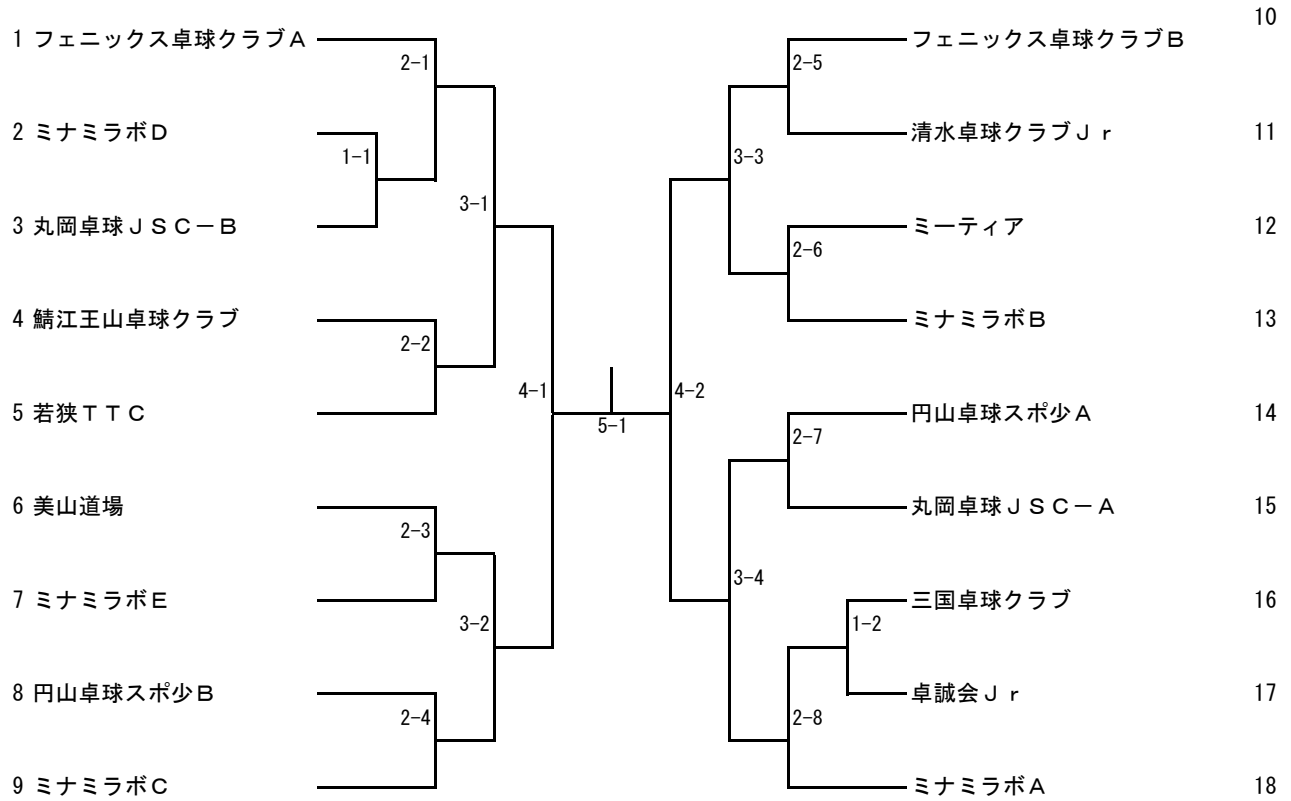 10
1 フェニックス卓球クラブA
フェニックス卓球クラブB
2-1
2-5
2 ミナミラボD
清水卓球クラブJr 11
1-1
3-3
3-1
3 丸岡卓球JSC-B
ミーティア 12
2-6
4 鯖江王山卓球クラブ
ミナミラボB 13
2-2
4-1
4-2
5 若狭TTC
円山卓球スポ少A 14
5-1
2-7
6 美山道場
丸岡卓球JSC-A 15
2-3
3-4
7 ミナミラボE
三国卓球クラブ 16
3-2
1-2
8 円山卓球スポ少B
卓誠会Jr 17
2-4
2-8
9 ミナミラボC
ミナミラボA 18